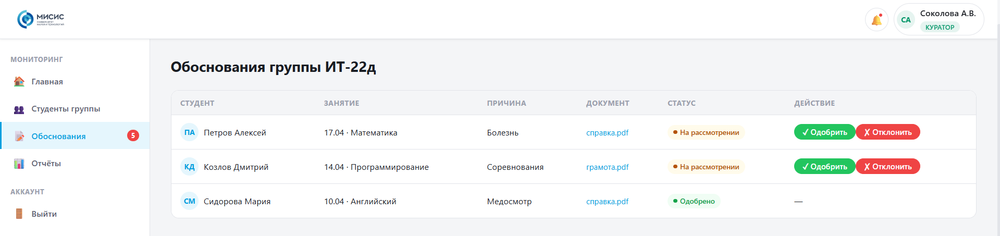 МИСИС
УНИВЕРСИТЕТ
НАУКИ И ТЕХНОЛОГИЙ
СА
Соколова А.В.
КУРАТОР
МОНИТОРИНГ
Главная
Студенты группы
Обоснования 5
Отчёты
АККАУНТ
Выйти
Обоснования группы ИТ-22д
СТУДЕНТ ЗАНЯТИЕ ПРИЧИНА ДОКУМЕНТ СТАТУС ДЕЙСТВИЕ
ПА Петров Алексей 17.04 · Математика Болезнь справка.pdf На рассмотрении ✓ Одобрить ✗ Отклонить
КД Козлов Дмитрий 14.04 · Программирование Соревнования грамота.pdf На рассмотрении ✓ Одобрить ✗ Отклонить
СМ Сидорова Мария 10.04 · Английский Медосмотр справка.pdf Одобрено —